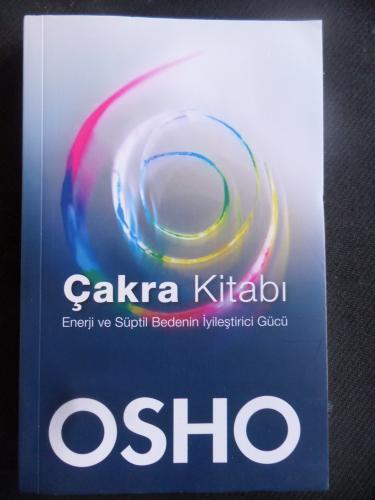 Çakra Kitabı
Enerji ve Süptil Bedenin İyileştirici Gücü
OSHO